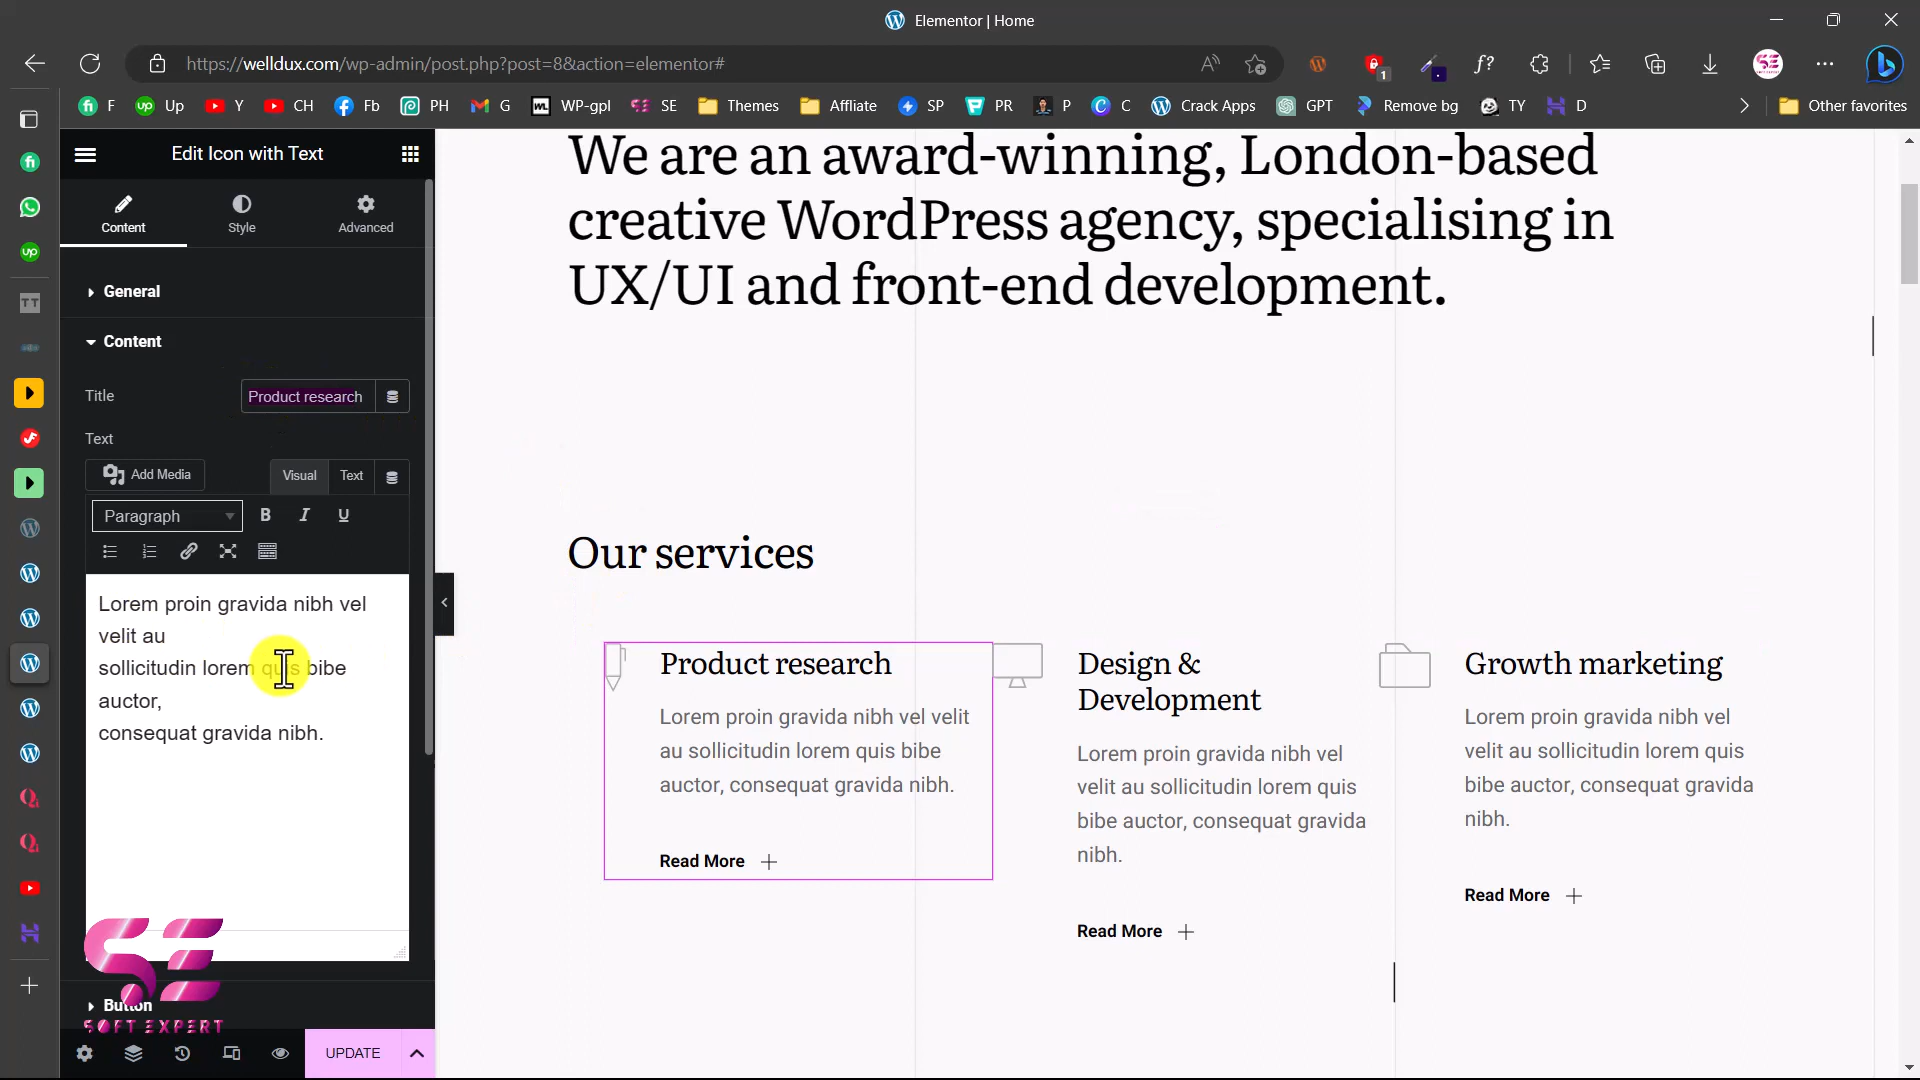 Elementor | Home
https://welldux.com/wp-admin/post.php?post=8&action=elementor#
F Up Y CH Fb PH G WP-gpl SE Themes Affliate SP PR P C Crack Apps GPT Remove bg TY D Other favorites
Edit Icon with Text
Content Style Advanced
General
Content
Title Product research
Text
Add Media Visual Text
Paragraph B I U
Lorem proin gravida nibh vel
velit au
sollicitudin lorem quis bibe
auctor,
consequat gravida nibh.
Button
SOFT EXPERT
UPDATE
We are an award-winning, London-based
creative WordPress agency, specialising in
UX/UI and front-end development.
Our services
Product research
Lorem proin gravida nibh vel velit
au sollicitudin lorem quis bibe
auctor, consequat gravida nibh.
Read More
Design &
Development
Lorem proin gravida nibh vel
velit au sollicitudin lorem quis
bibe auctor, consequat gravida
nibh.
Read More
Growth marketing
Lorem proin gravida nibh vel
velit au sollicitudin lorem quis
bibe auctor, consequat gravida
nibh.
Read More